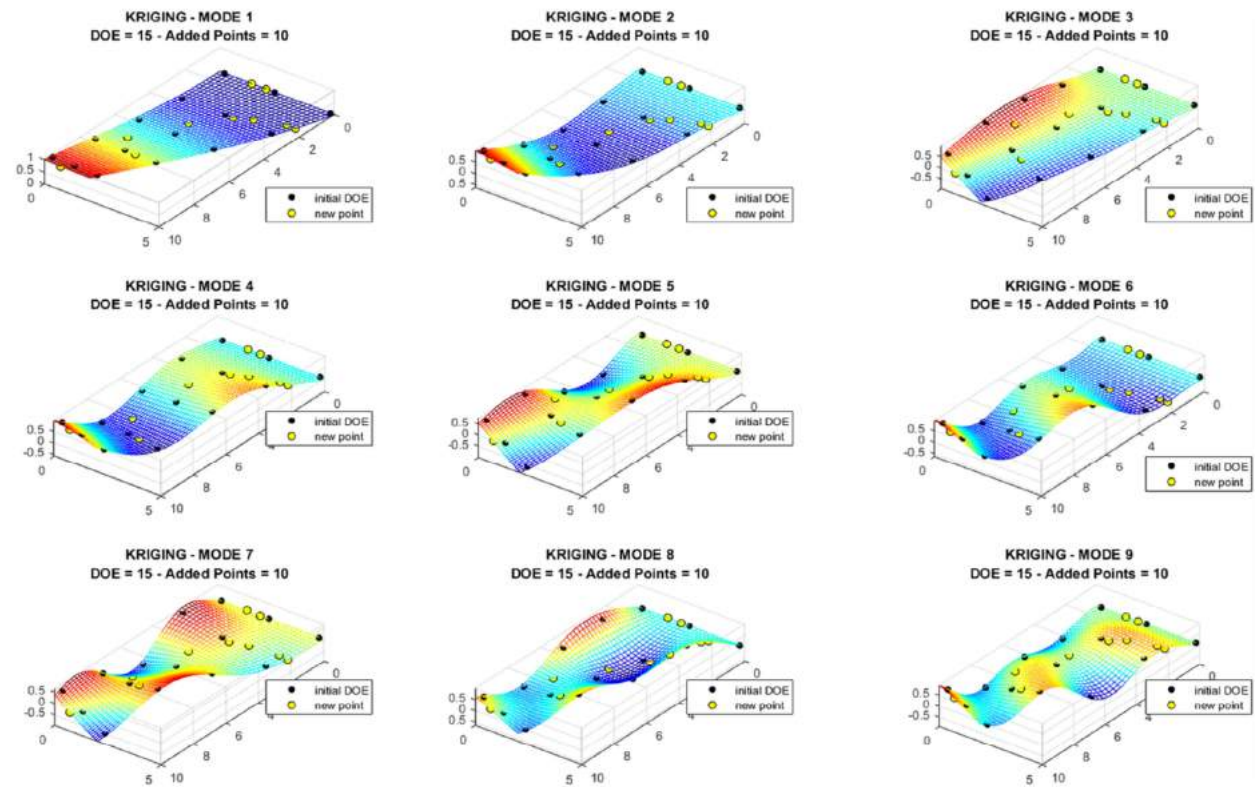 KRIGING - MODE 1
DOE = 15 - Added Points = 10
1
0.5
0
0
5
10
8
6
4
2
0
initial DOE
new point
KRIGING - MODE 2
DOE = 15 - Added Points = 10
0.5
0
0
5
10
8
6
4
2
0
initial DOE
new point
KRIGING - MODE 3
DOE = 15 - Added Points = 10
0.5
0
-0.5
0
5
10
8
6
4
2
0
initial DOE
new point
KRIGING - MODE 4
DOE = 15 - Added Points = 10
0.5
0
-0.5
0
5
10
8
6
0
initial DOE
new point
KRIGING - MODE 5
DOE = 15 - Added Points = 10
0.5
0
-0.5
0
5
10
8
6
0
initial DOE
new point
KRIGING - MODE 6
DOE = 15 - Added Points = 10
0.5
0
-0.5
0
5
10
8
6
4
2
0
initial DOE
new point
KRIGING - MODE 7
DOE = 15 - Added Points = 10
0.5
0
-0.5
0
5
10
8
6
0
initial DOE
new point
KRIGING - MODE 8
DOE = 15 - Added Points = 10
0.5
0
0.5
0
5
10
8
6
0
initial DOE
new point
KRIGING - MODE 9
DOE = 15 - Added Points = 10
0.5
0
-0.5
0
5
10
8
6
4
0
initial DOE
new point